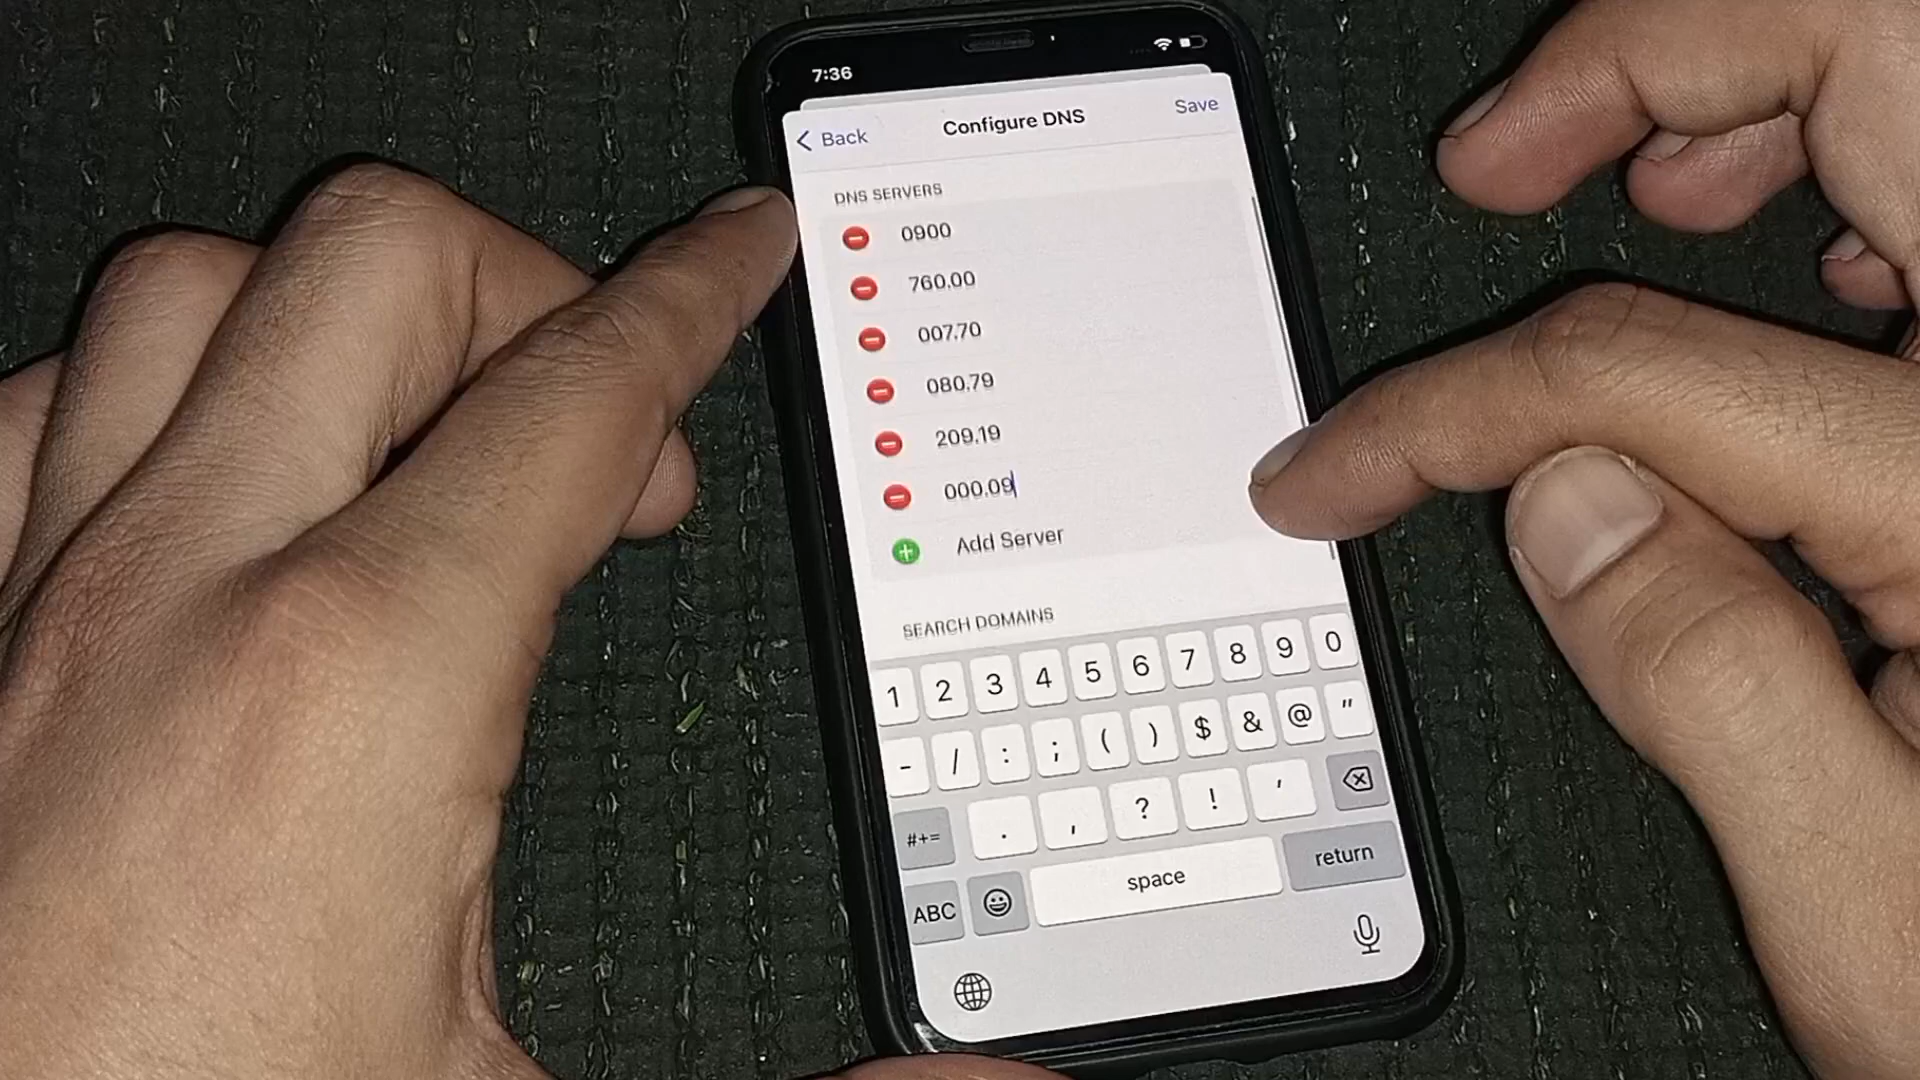 7:36
Back Configure DNS Save
DNS SERVERS
0900
760.00
007.70
080.79
209.19
000.09
Add Server
SEARCH DOMAINS
1 2 3 4 5 6 7 8 9 0
- / : ; ( ) $ & @ "
#+= . , ? ! '
ABC space return